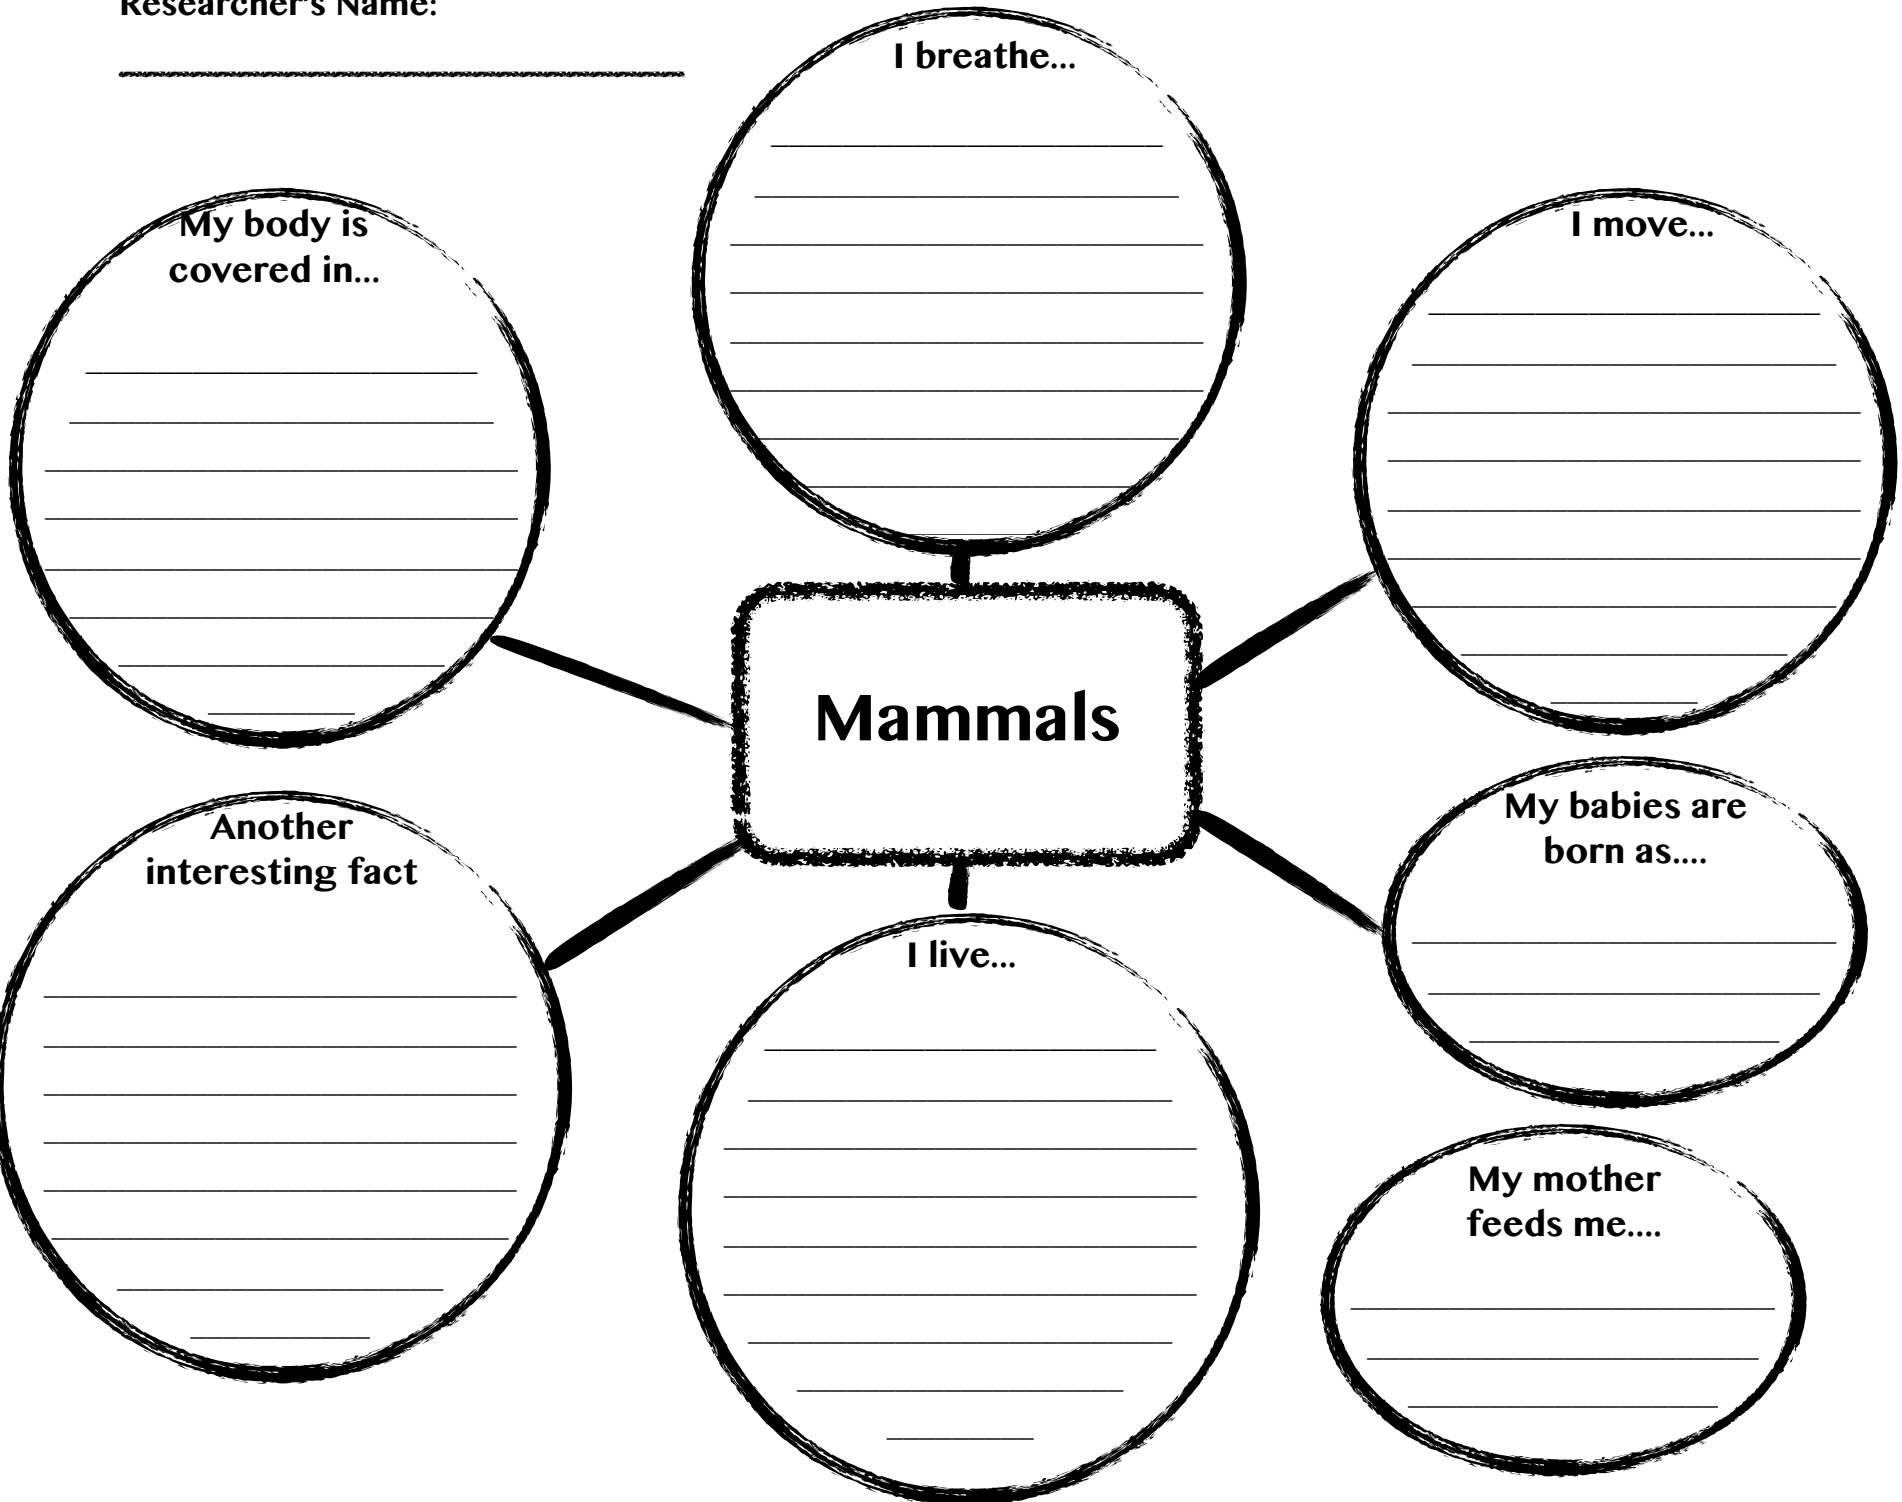 Researcher's Name:
I breathe...
My body is
covered in...
I move...
Mammals
My babies are
born as....
Another
interesting fact
I live...
My mother
feeds me....